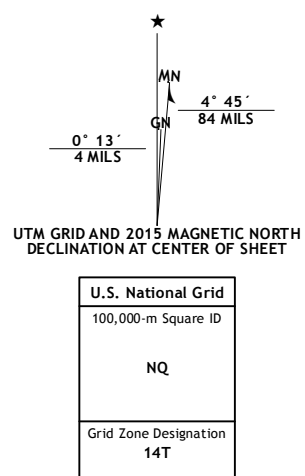 ★
MN
4° 45´
84 MILS
GN
0° 13´
4 MILS
UTM GRID AND 2015 MAGNETIC NORTH
DECLINATION AT CENTER OF SHEET
U.S. National Grid
100,000-m Square ID
NQ
Grid Zone Designation
14T